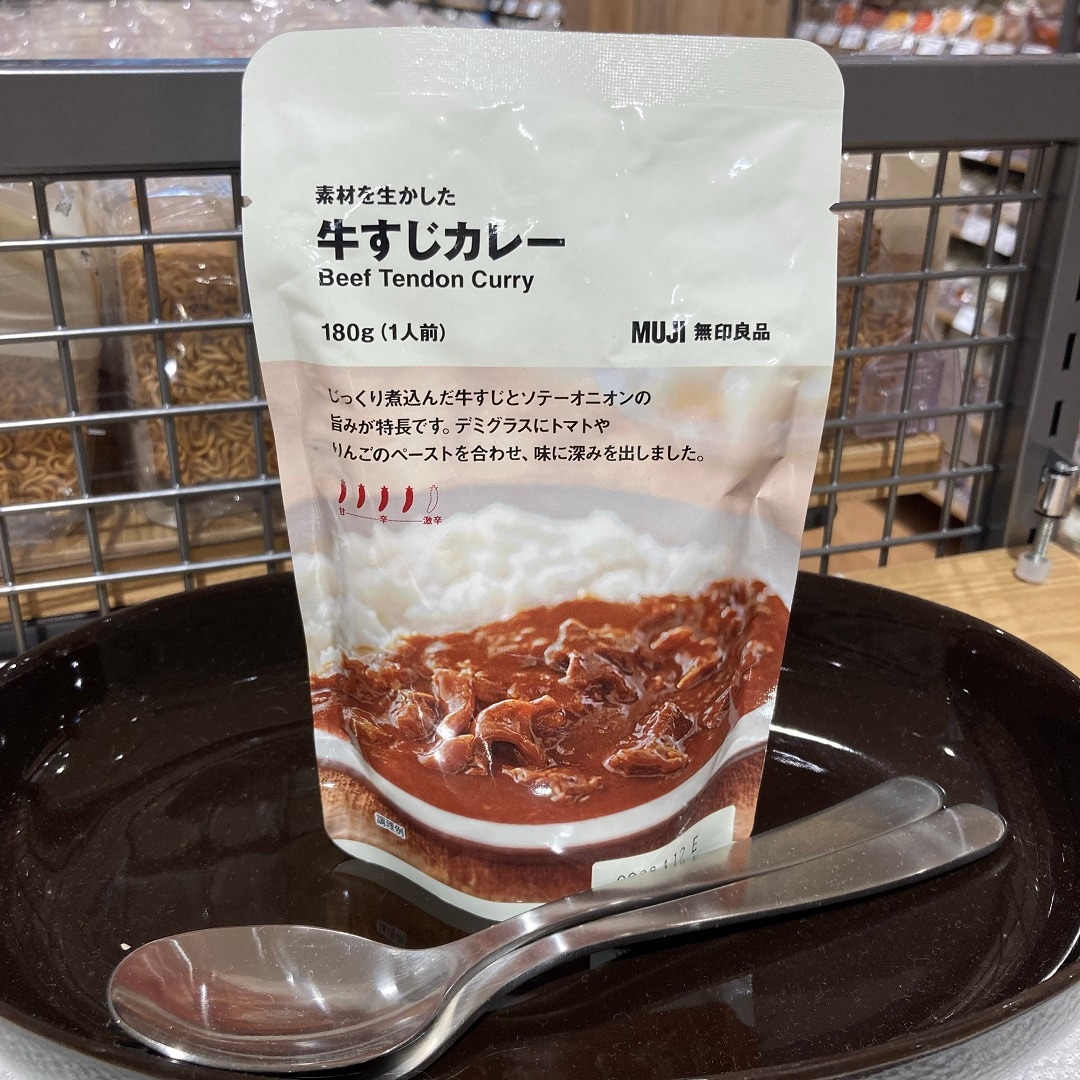 素材を生かした
牛すじカレー
Beef Tendon Curry
180g（1人前）
MUJI 無印良品
じっくり煮込んだ牛すじとソテーオニオンの
旨みが特長です。デミグラスにトマトや
りんごのペーストを合わせ、味に深みを出しました。
甘 辛 激辛
調理例